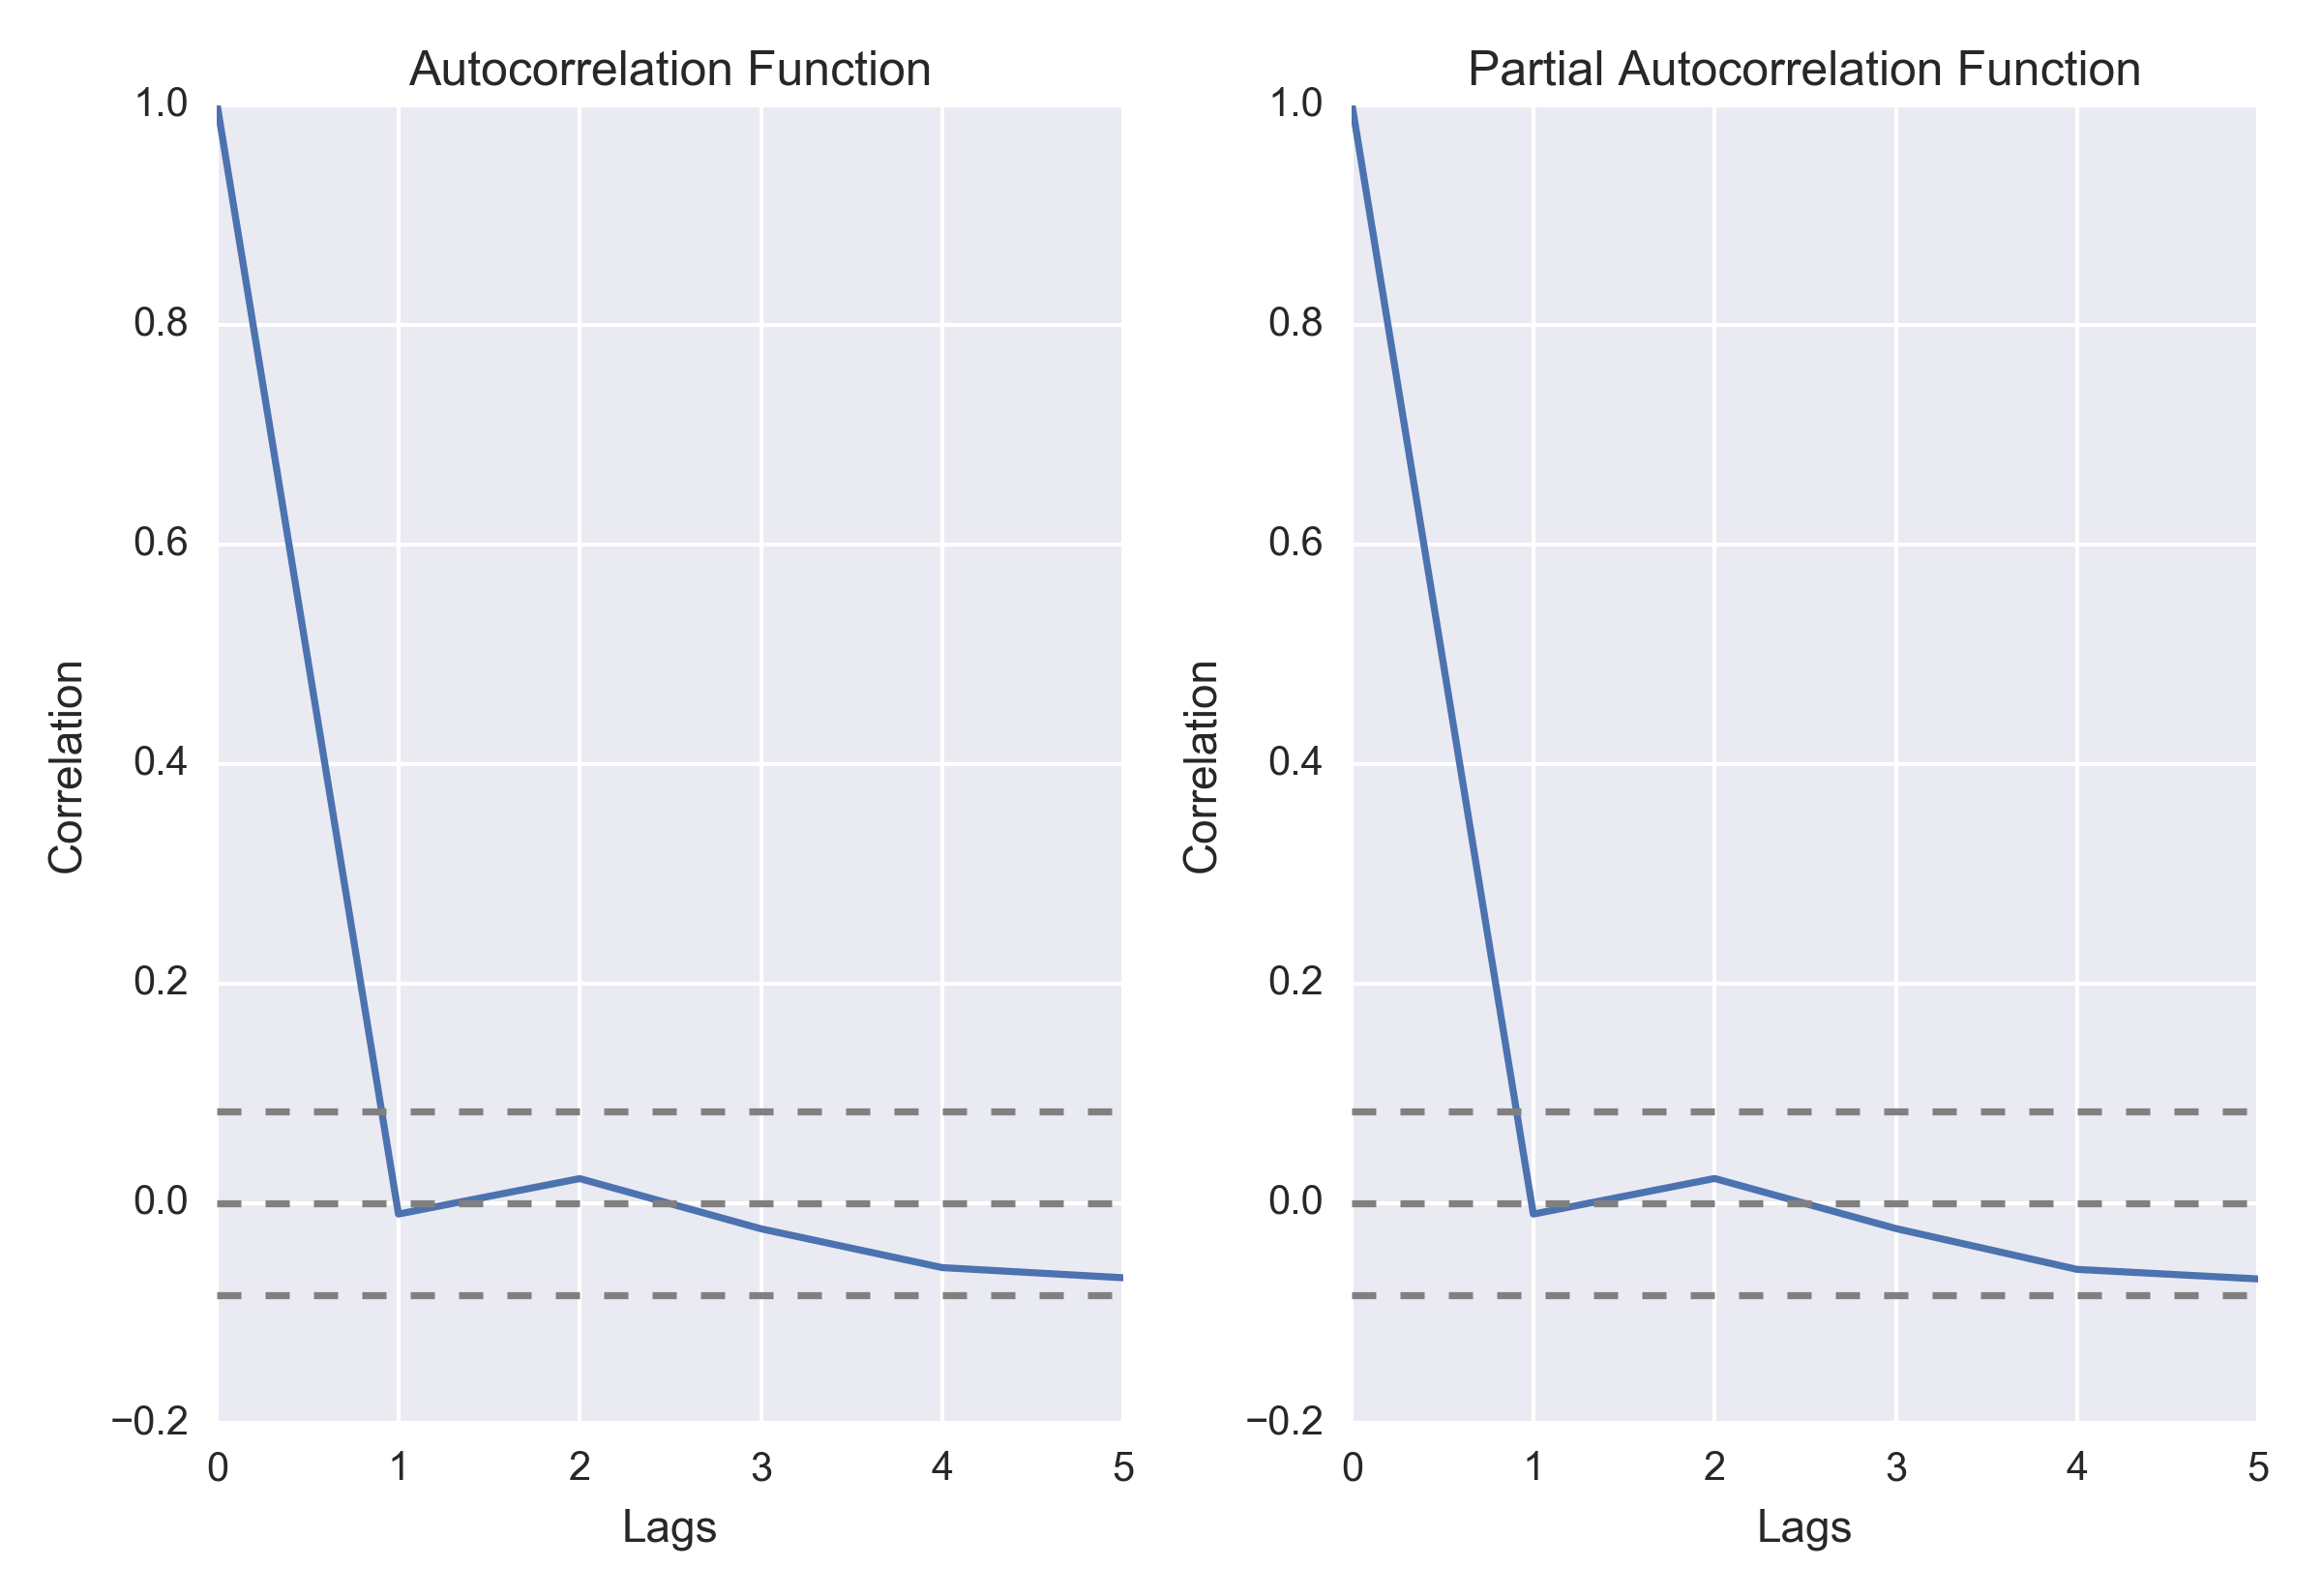 Autocorrelation Function
1.0
0.8
0.6
0.4
0.2
0.0
−0.2
Correlation
0 1 2 3 4 5
Lags
Partial Autocorrelation Function
1.0
0.8
0.6
0.4
0.2
0.0
−0.2
Correlation
0 1 2 3 4 5
Lags